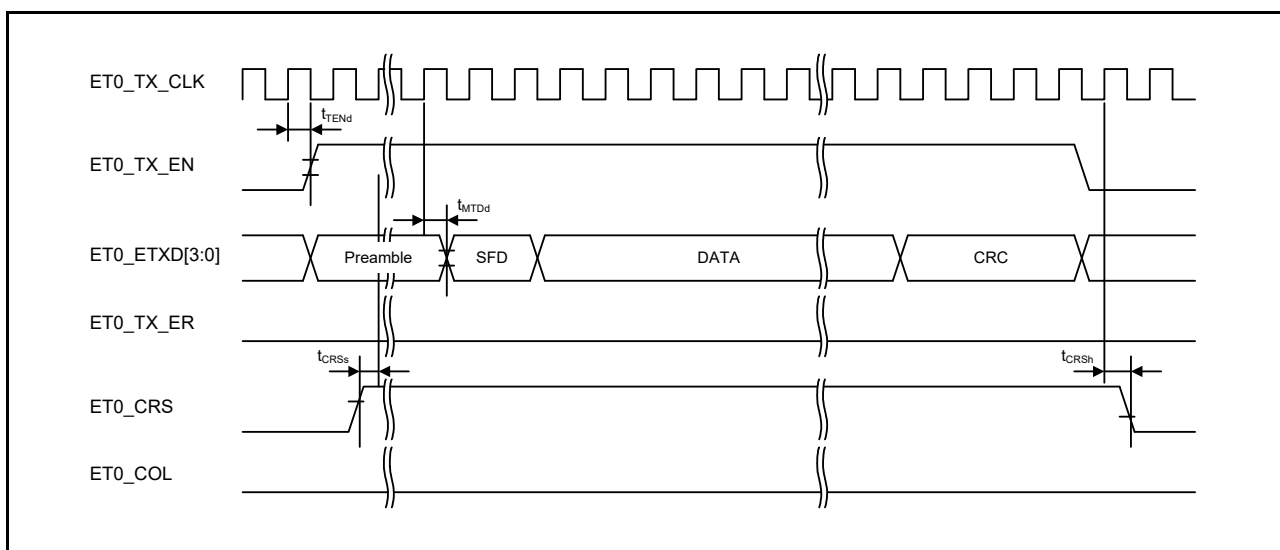 ET0_TX_CLK
tTENd
ET0_TX_EN
tMTDd
ET0_ETXD[3:0]
Preamble SFD DATA CRC
ET0_TX_ER
tCRSs tCRSh
ET0_CRS
ET0_COL